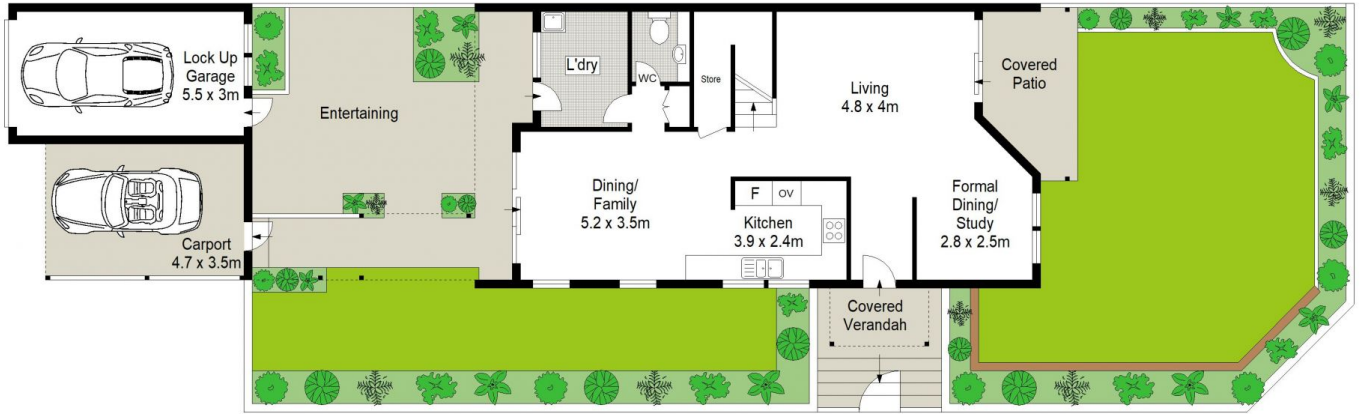 Lock Up
Garage
5.5 x 3m
Entertaining
L'dry
WC
Store
Living
4.8 x 4m
Covered
Patio
Carport
4.7 x 3.5m
Dining/
Family
5.2 x 3.5m
F
OV
Kitchen
3.9 x 2.4m
Formal
Dining/
Study
2.8 x 2.5m
Covered
Verandah